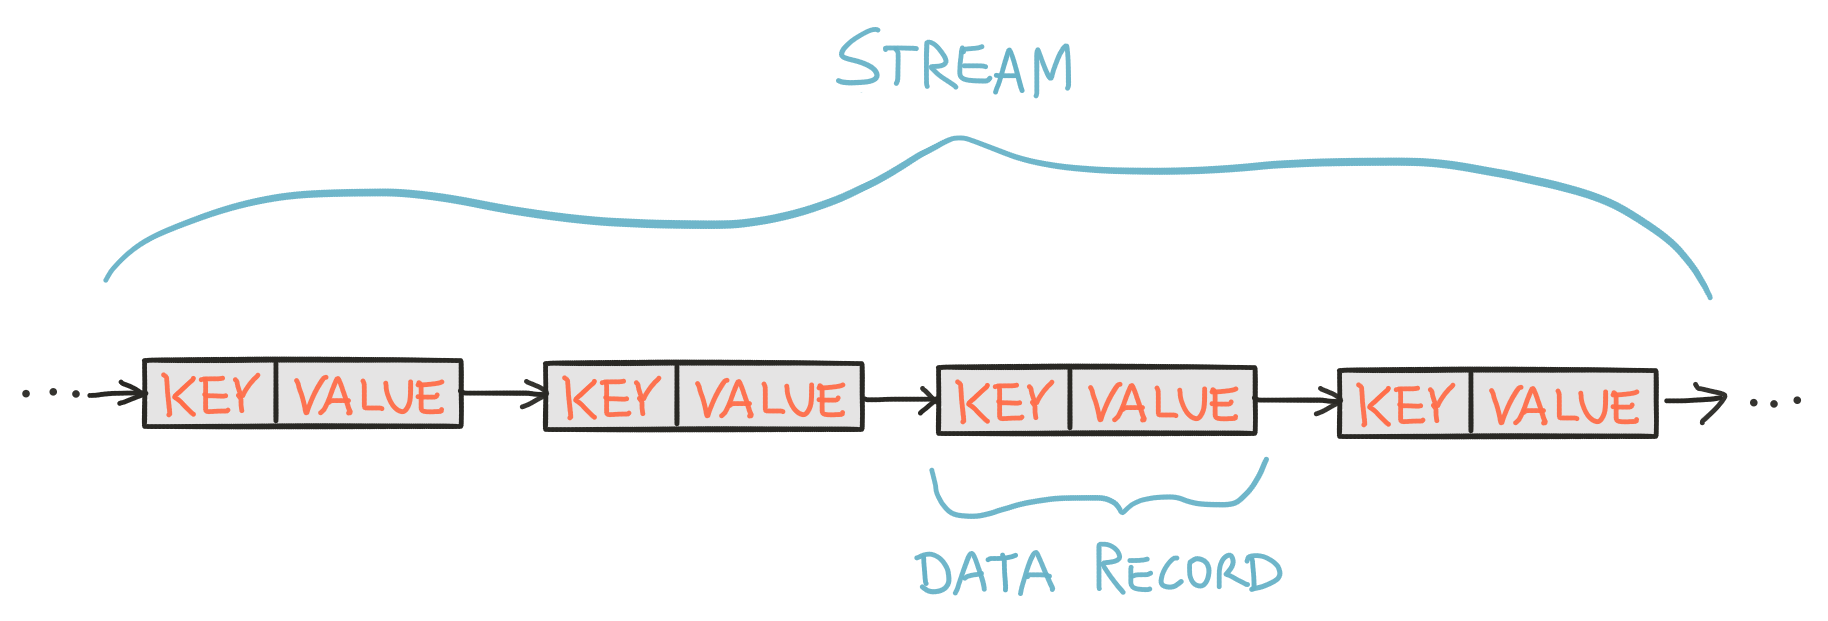 STREAM
... KEY VALUE KEY VALUE KEY VALUE KEY VALUE ...
DATA RECORD